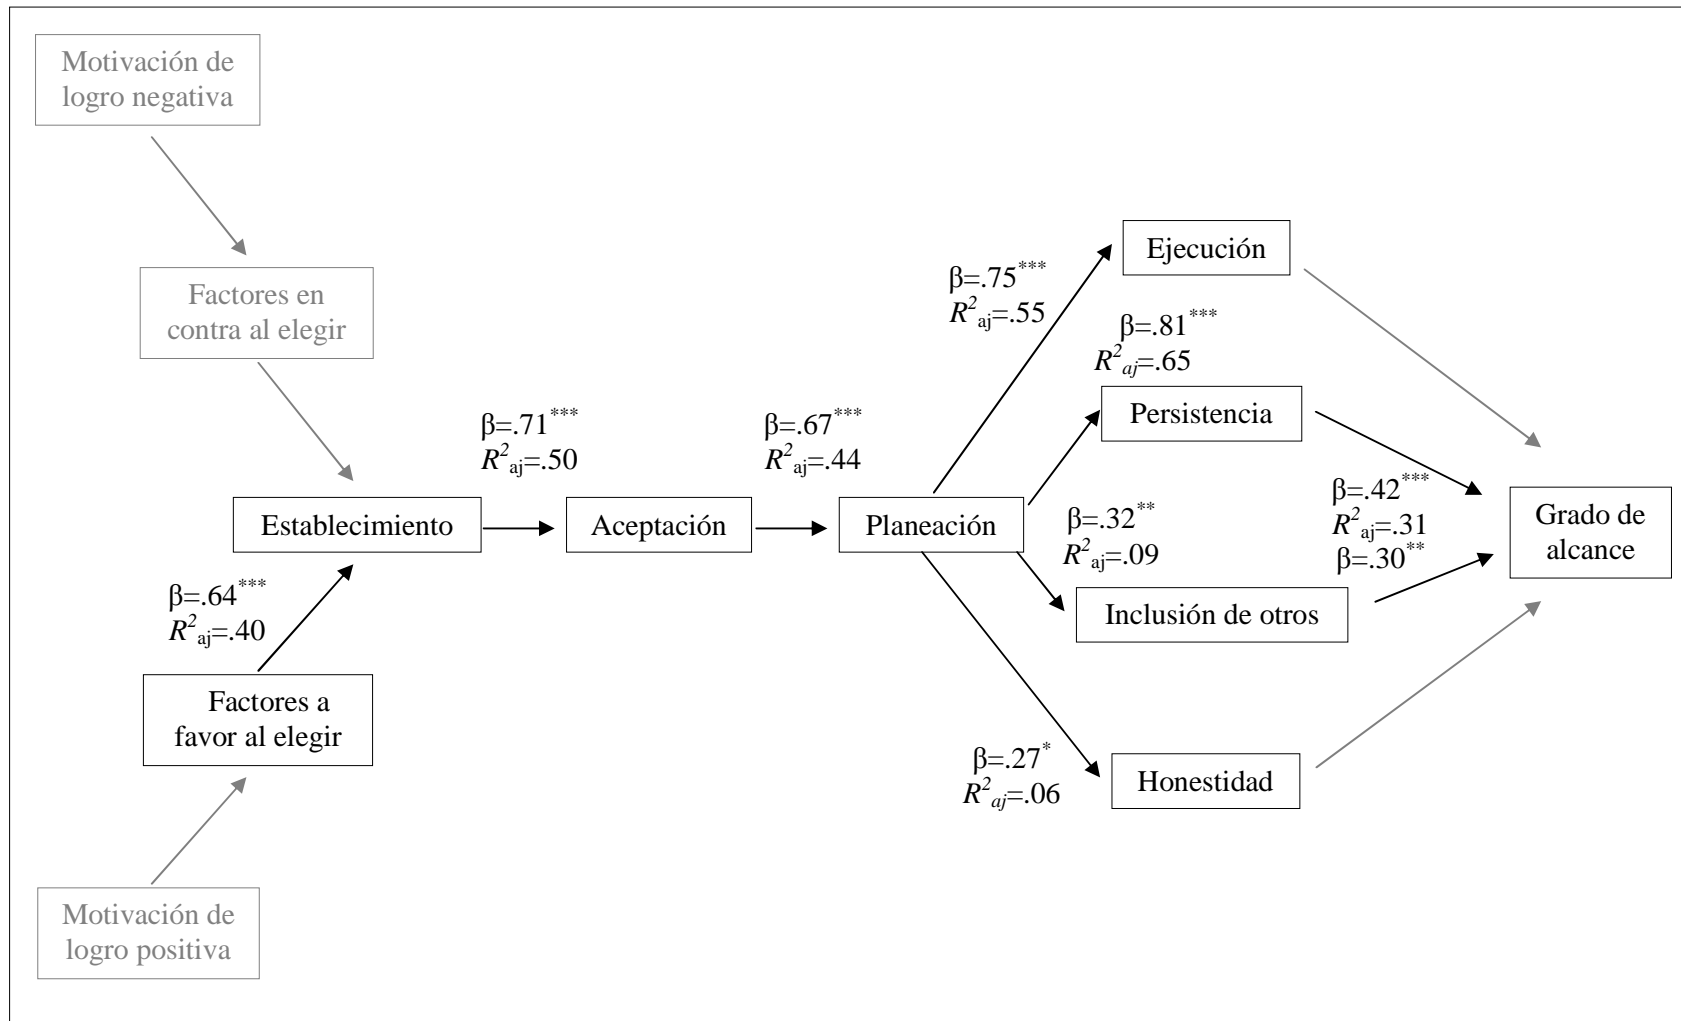 Motivación de
logro negativa
Factores en
contra al elegir
Ejecución
β=.75***
R²aj=.55
β=.81***
R²aj=.65
Persistencia
β=.71***
R²aj=.50
β=.67***
R²aj=.44
Establecimiento
Aceptación
Planeación
β=.32**
R²aj=.09
β=.42***
R²aj=.31
β=.30**
Grado de
alcance
β=.64***
R²aj=.40
Inclusión de otros
Factores a
favor al elegir
β=.27*
R²aj=.06
Honestidad
Motivación de
logro positiva